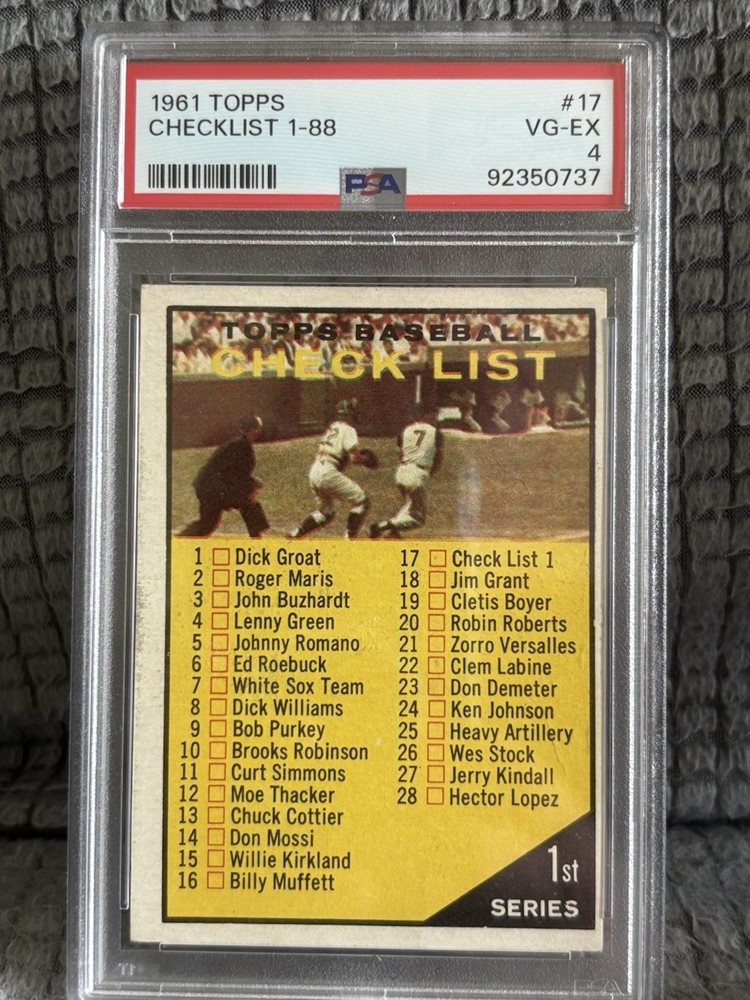 1961 TOPPS #17
CHECKLIST 1-88 VG-EX
4
PSA 92350737
TOPPS BASEBALL
CHECK LIST
2 7
1 Dick Groat
2 Roger Maris
3 John Buzhardt
4 Lenny Green
5 Johnny Romano
6 Ed Roebuck
7 White Sox Team
8 Dick Williams
9 Bob Purkey
10 Brooks Robinson
11 Curt Simmons
12 Moe Thacker
13 Chuck Cottier
14 Don Mossi
15 Willie Kirkland
16 Billy Muffett
17 Check List 1
18 Jim Grant
19 Cletis Boyer
20 Robin Roberts
21 Zorro Versalles
22 Clem Labine
23 Don Demeter
24 Ken Johnson
25 Heavy Artillery
26 Wes Stock
27 Jerry Kindall
28 Hector Lopez
1st
SERIES
PSA